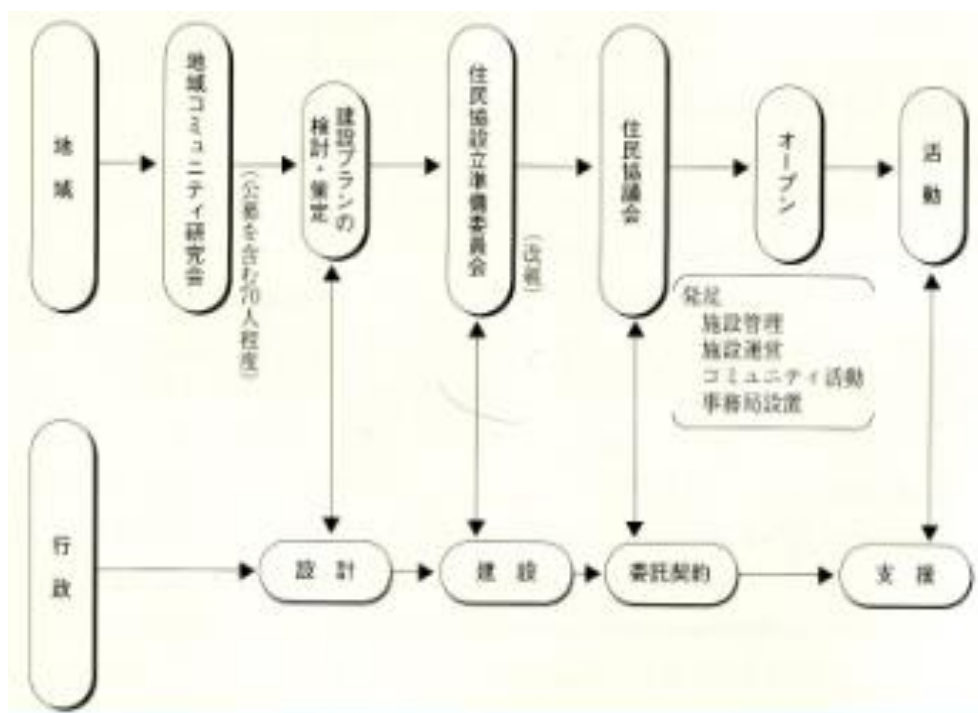 地域
地域コミュニティ研究会
(公募を含む70人程度)
建設プランの
検討・策定
住民協設立準備委員会
(改組)
住民協議会
オープン
活動
発足
施設管理
施設運営
コミュニティ活動
事務局設置
行政
設計
建設
委託契約
支援